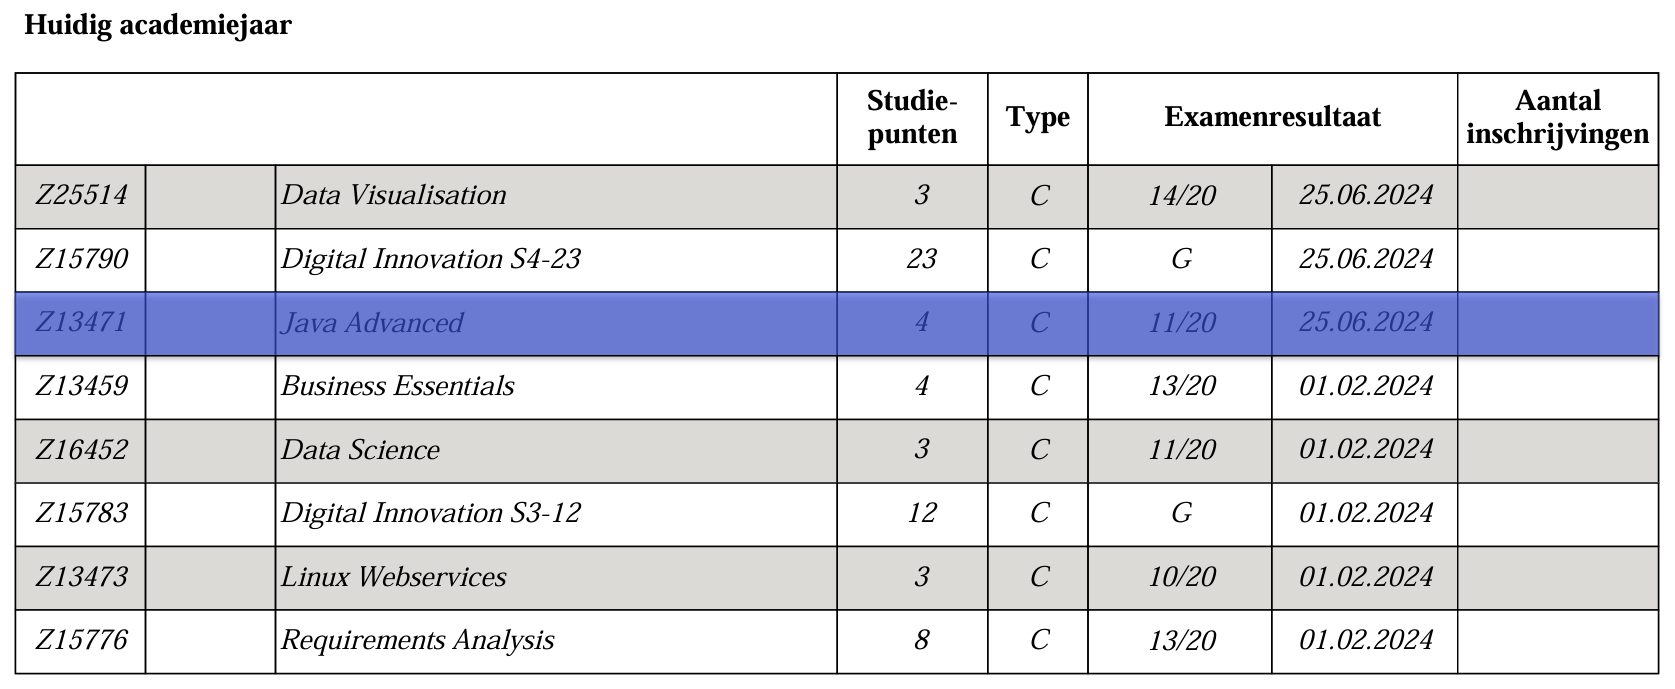 Huidig academiejaar
Studie-punten Type Examenresultaat Aantal inschrijvingen
Z25514 Data Visualisation 3 C 14/20 25.06.2024
Z15790 Digital Innovation S4-23 23 C G 25.06.2024
Z13471 Java Advanced 4 C 11/20 25.06.2024
Z13459 Business Essentials 4 C 13/20 01.02.2024
Z16452 Data Science 3 C 11/20 01.02.2024
Z15783 Digital Innovation S3-12 12 C G 01.02.2024
Z13473 Linux Webservices 3 C 10/20 01.02.2024
Z15776 Requirements Analysis 8 C 13/20 01.02.2024